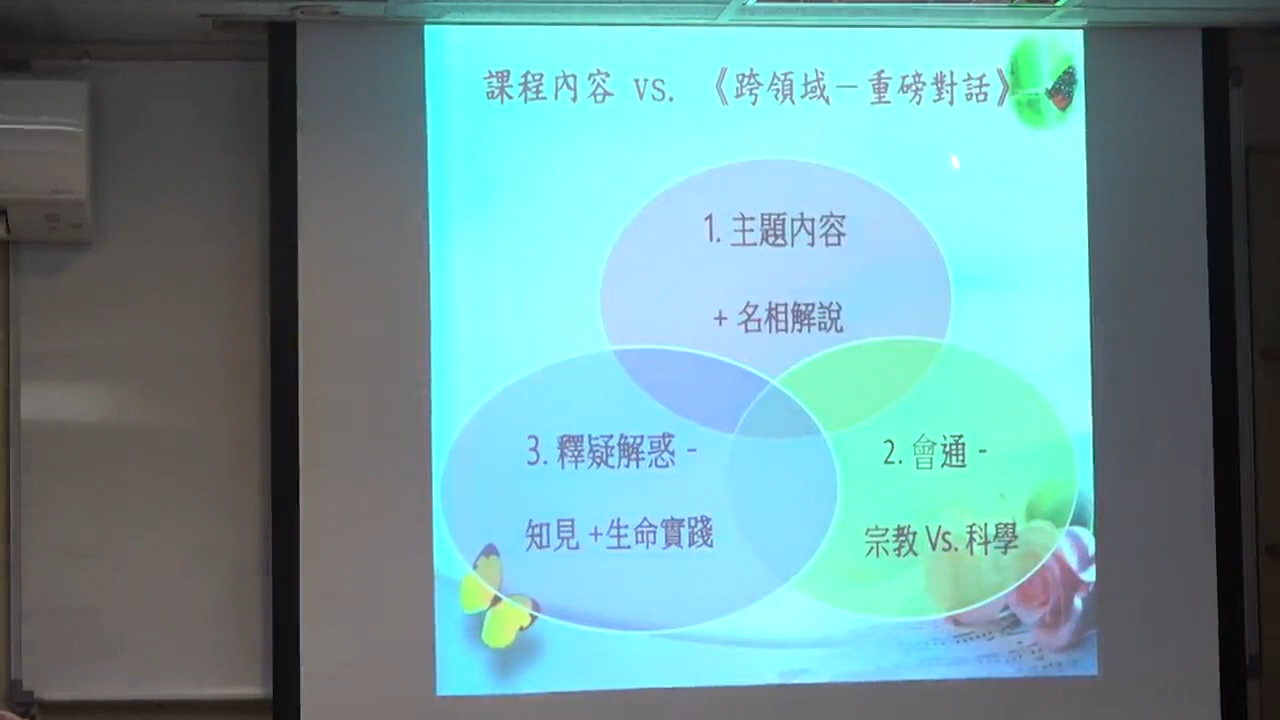 課程內容 vs. 《跨領域－重磅對話》
1. 主題內容
+ 名相解說
3. 釋疑解惑 -
知見 +生命實踐
2. 會通 -
宗教 Vs. 科學